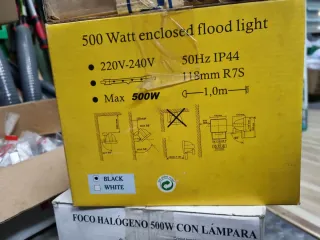 500 Watt enclosed flood light
220V-240V 50Hz IP44
118mm R7S
Max 500W 1,0m
BLACK
WHITE
FOCO HALÓGENO 500W CON LÁMPARA